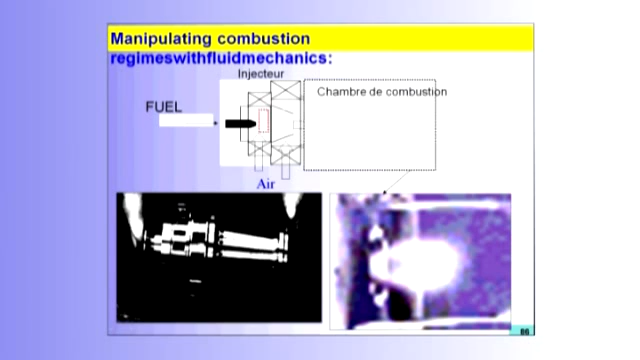 Manipulating combustion
regimeswithfluidmechanics:
Injecteur
Chambre de combustion
FUEL
Air
86